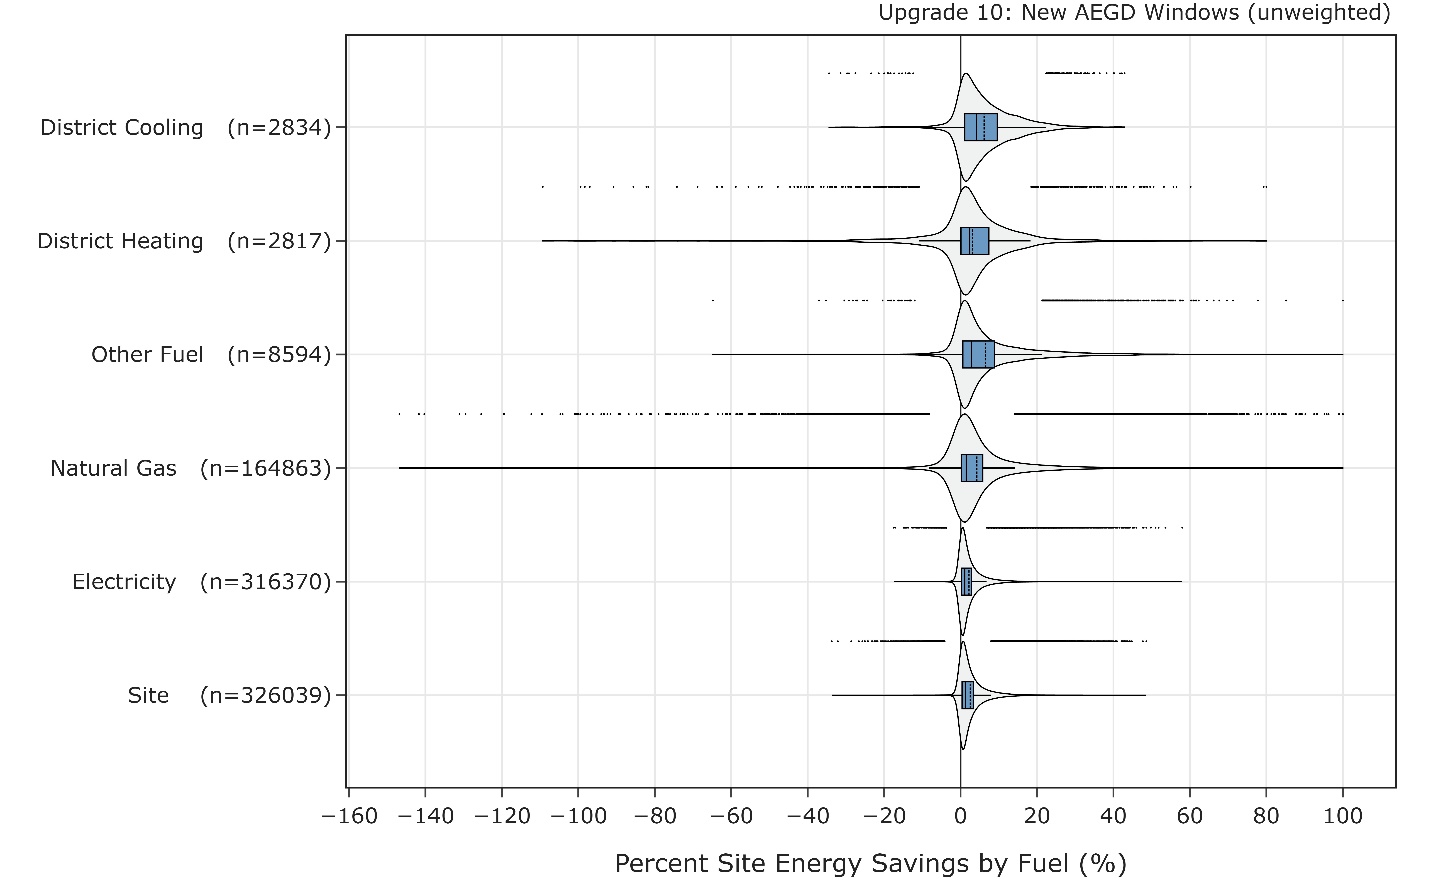 Upgrade 10: New AEGD Windows (unweighted)
District Cooling (n=2834)
District Heating (n=2817)
Other Fuel (n=8594)
Natural Gas (n=164863)
Electricity (n=316370)
Site (n=326039)
−160 −140 −120 −100 −80 −60 −40 −20 0 20 40 60 80 100
Percent Site Energy Savings by Fuel (%)